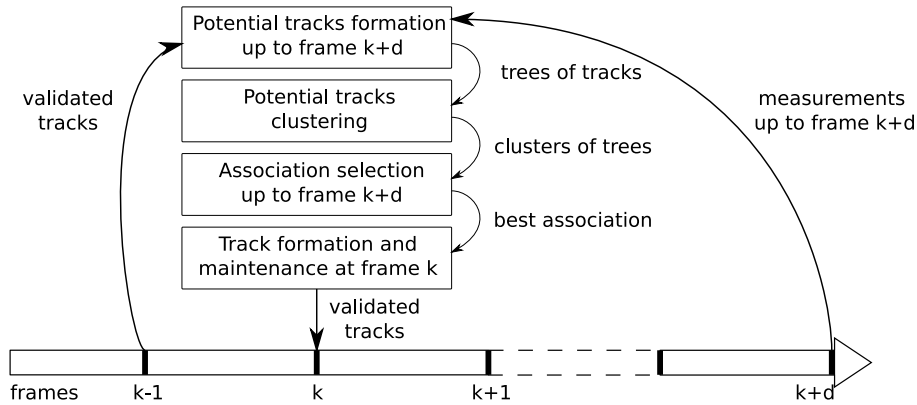 Potential tracks formation
up to frame k+d
trees of tracks
validated
tracks
Potential tracks
clustering
measurements
up to frame k+d
clusters of trees
Association selection
up to frame k+d
best association
Track formation and
maintenance at frame k
validated
tracks
frames
k-1
k
k+1
k+d